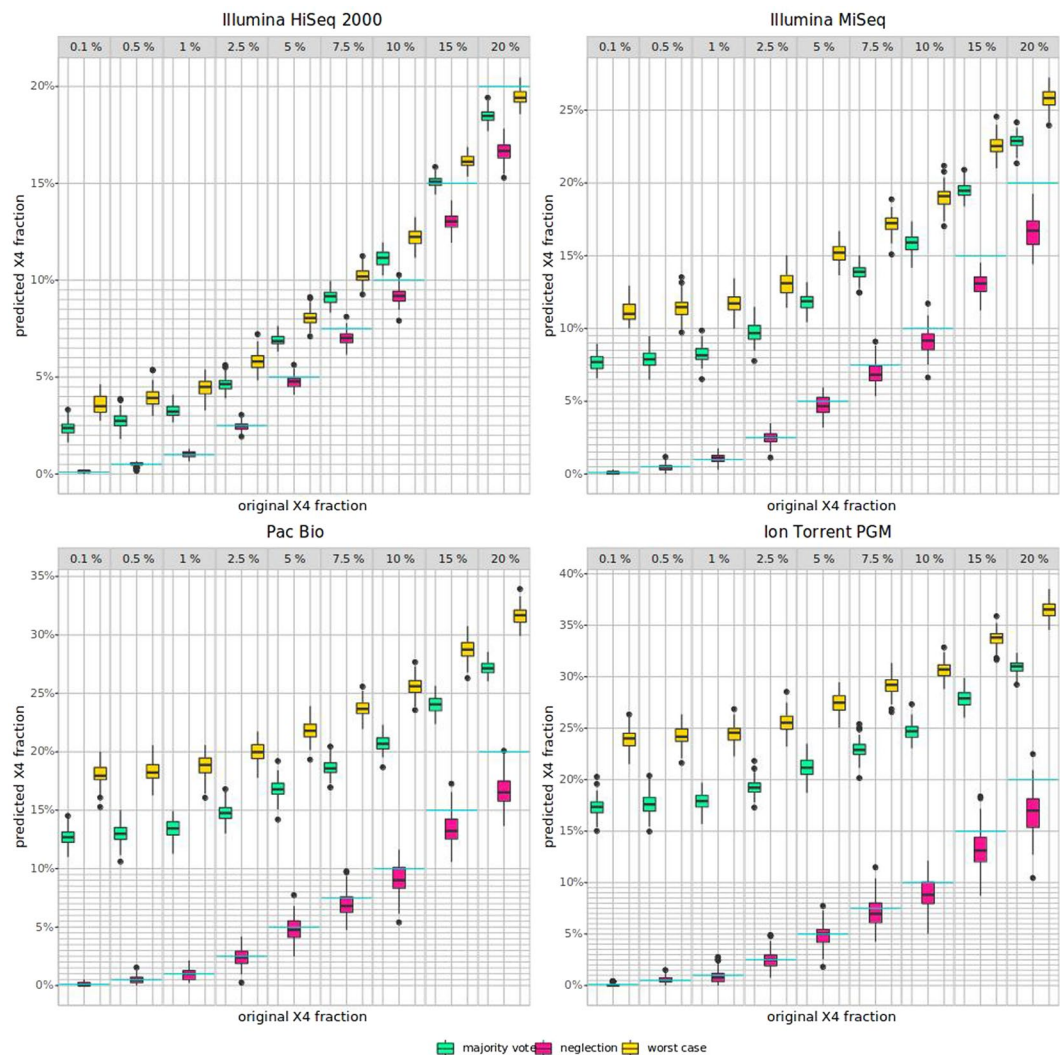 Illumina HiSeq 2000
0.1 % 0.5 % 1 % 2.5 % 5 % 7.5 % 10 % 15 % 20 %
20%
15%
10%
5%
0%
predicted X4 fraction
original X4 fraction
Illumina MiSeq
0.1 % 0.5 % 1 % 2.5 % 5 % 7.5 % 10 % 15 % 20 %
25%
20%
15%
10%
5%
0%
predicted X4 fraction
original X4 fraction
Pac Bio
0.1 % 0.5 % 1 % 2.5 % 5 % 7.5 % 10 % 15 % 20 %
35%
30%
25%
20%
15%
10%
5%
0%
predicted X4 fraction
original X4 fraction
Ion Torrent PGM
0.1 % 0.5 % 1 % 2.5 % 5 % 7.5 % 10 % 15 % 20 %
40%
35%
30%
25%
20%
15%
10%
5%
0%
predicted X4 fraction
original X4 fraction
majority vote neglection worst case